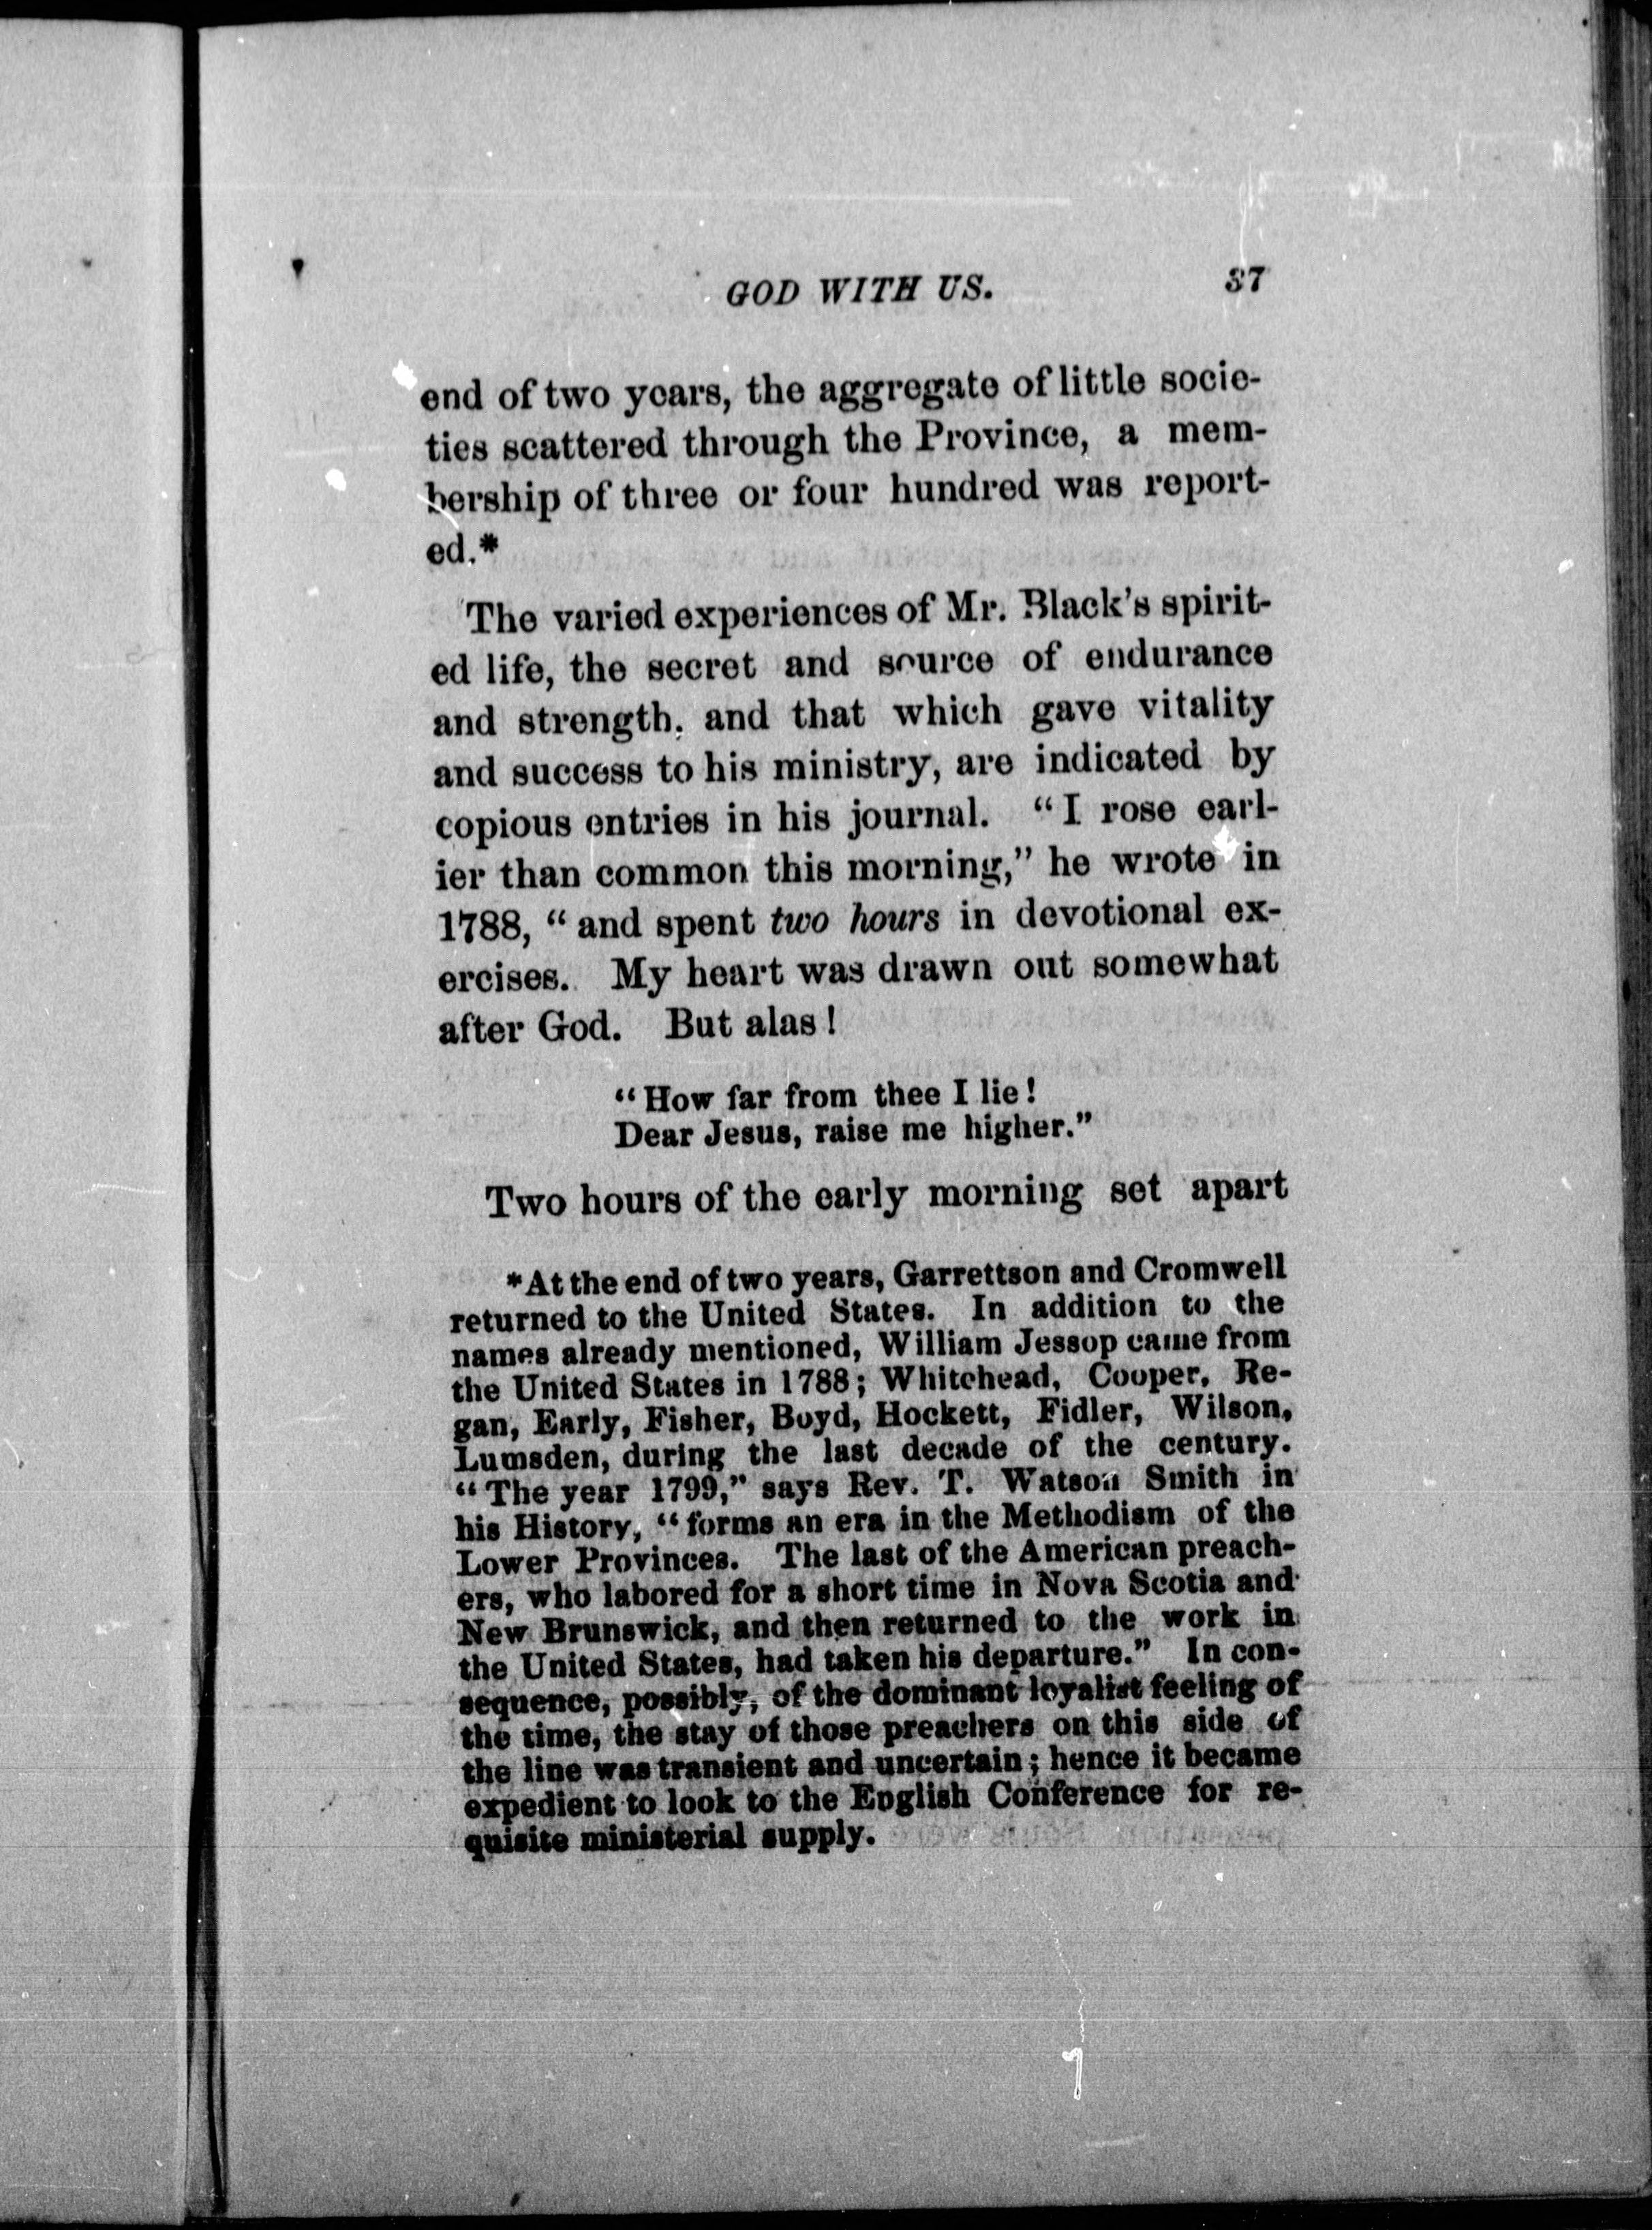 GOD WITH US. 37
end of two years, the aggregate of little socie-
ties scattered through the Province, a mem-
bership of three or four hundred was report-
ed.*
The varied experiences of Mr. Black's spirit-
ed life, the secret and source of endurance
and strength, and that which gave vitality
and success to his ministry, are indicated by
copious entries in his journal. "I rose earl-
ier than common this morning," he wrote in
1788, "and spent two hours in devotional ex-
ercises. My heart was drawn out somewhat
after God. But alas!
"How far from thee I lie!
Dear Jesus, raise me higher."
Two hours of the early morning set apart
*At the end of two years, Garrettson and Cromwell
returned to the United States. In addition to the
names already mentioned, William Jessop came from
the United States in 1788; Whitehead, Cooper, Re-
gan, Early, Fisher, Boyd, Hockett, Fidler, Wilson,
Lumsden, during the last decade of the century.
"The year 1799," says Rev. T. Watson Smith in
his History, "forms an era in the Methodism of the
Lower Provinces. The last of the American preach-
ers, who labored for a short time in Nova Scotia and
New Brunswick, and then returned to the work in
the United States, had taken his departure." In con-
sequence, possibly, of the dominant loyalist feeling of
the time, the stay of those preachers on this side of
the line was transient and uncertain; hence it became
expedient to look to the English Conference for re-
quisite ministerial supply.